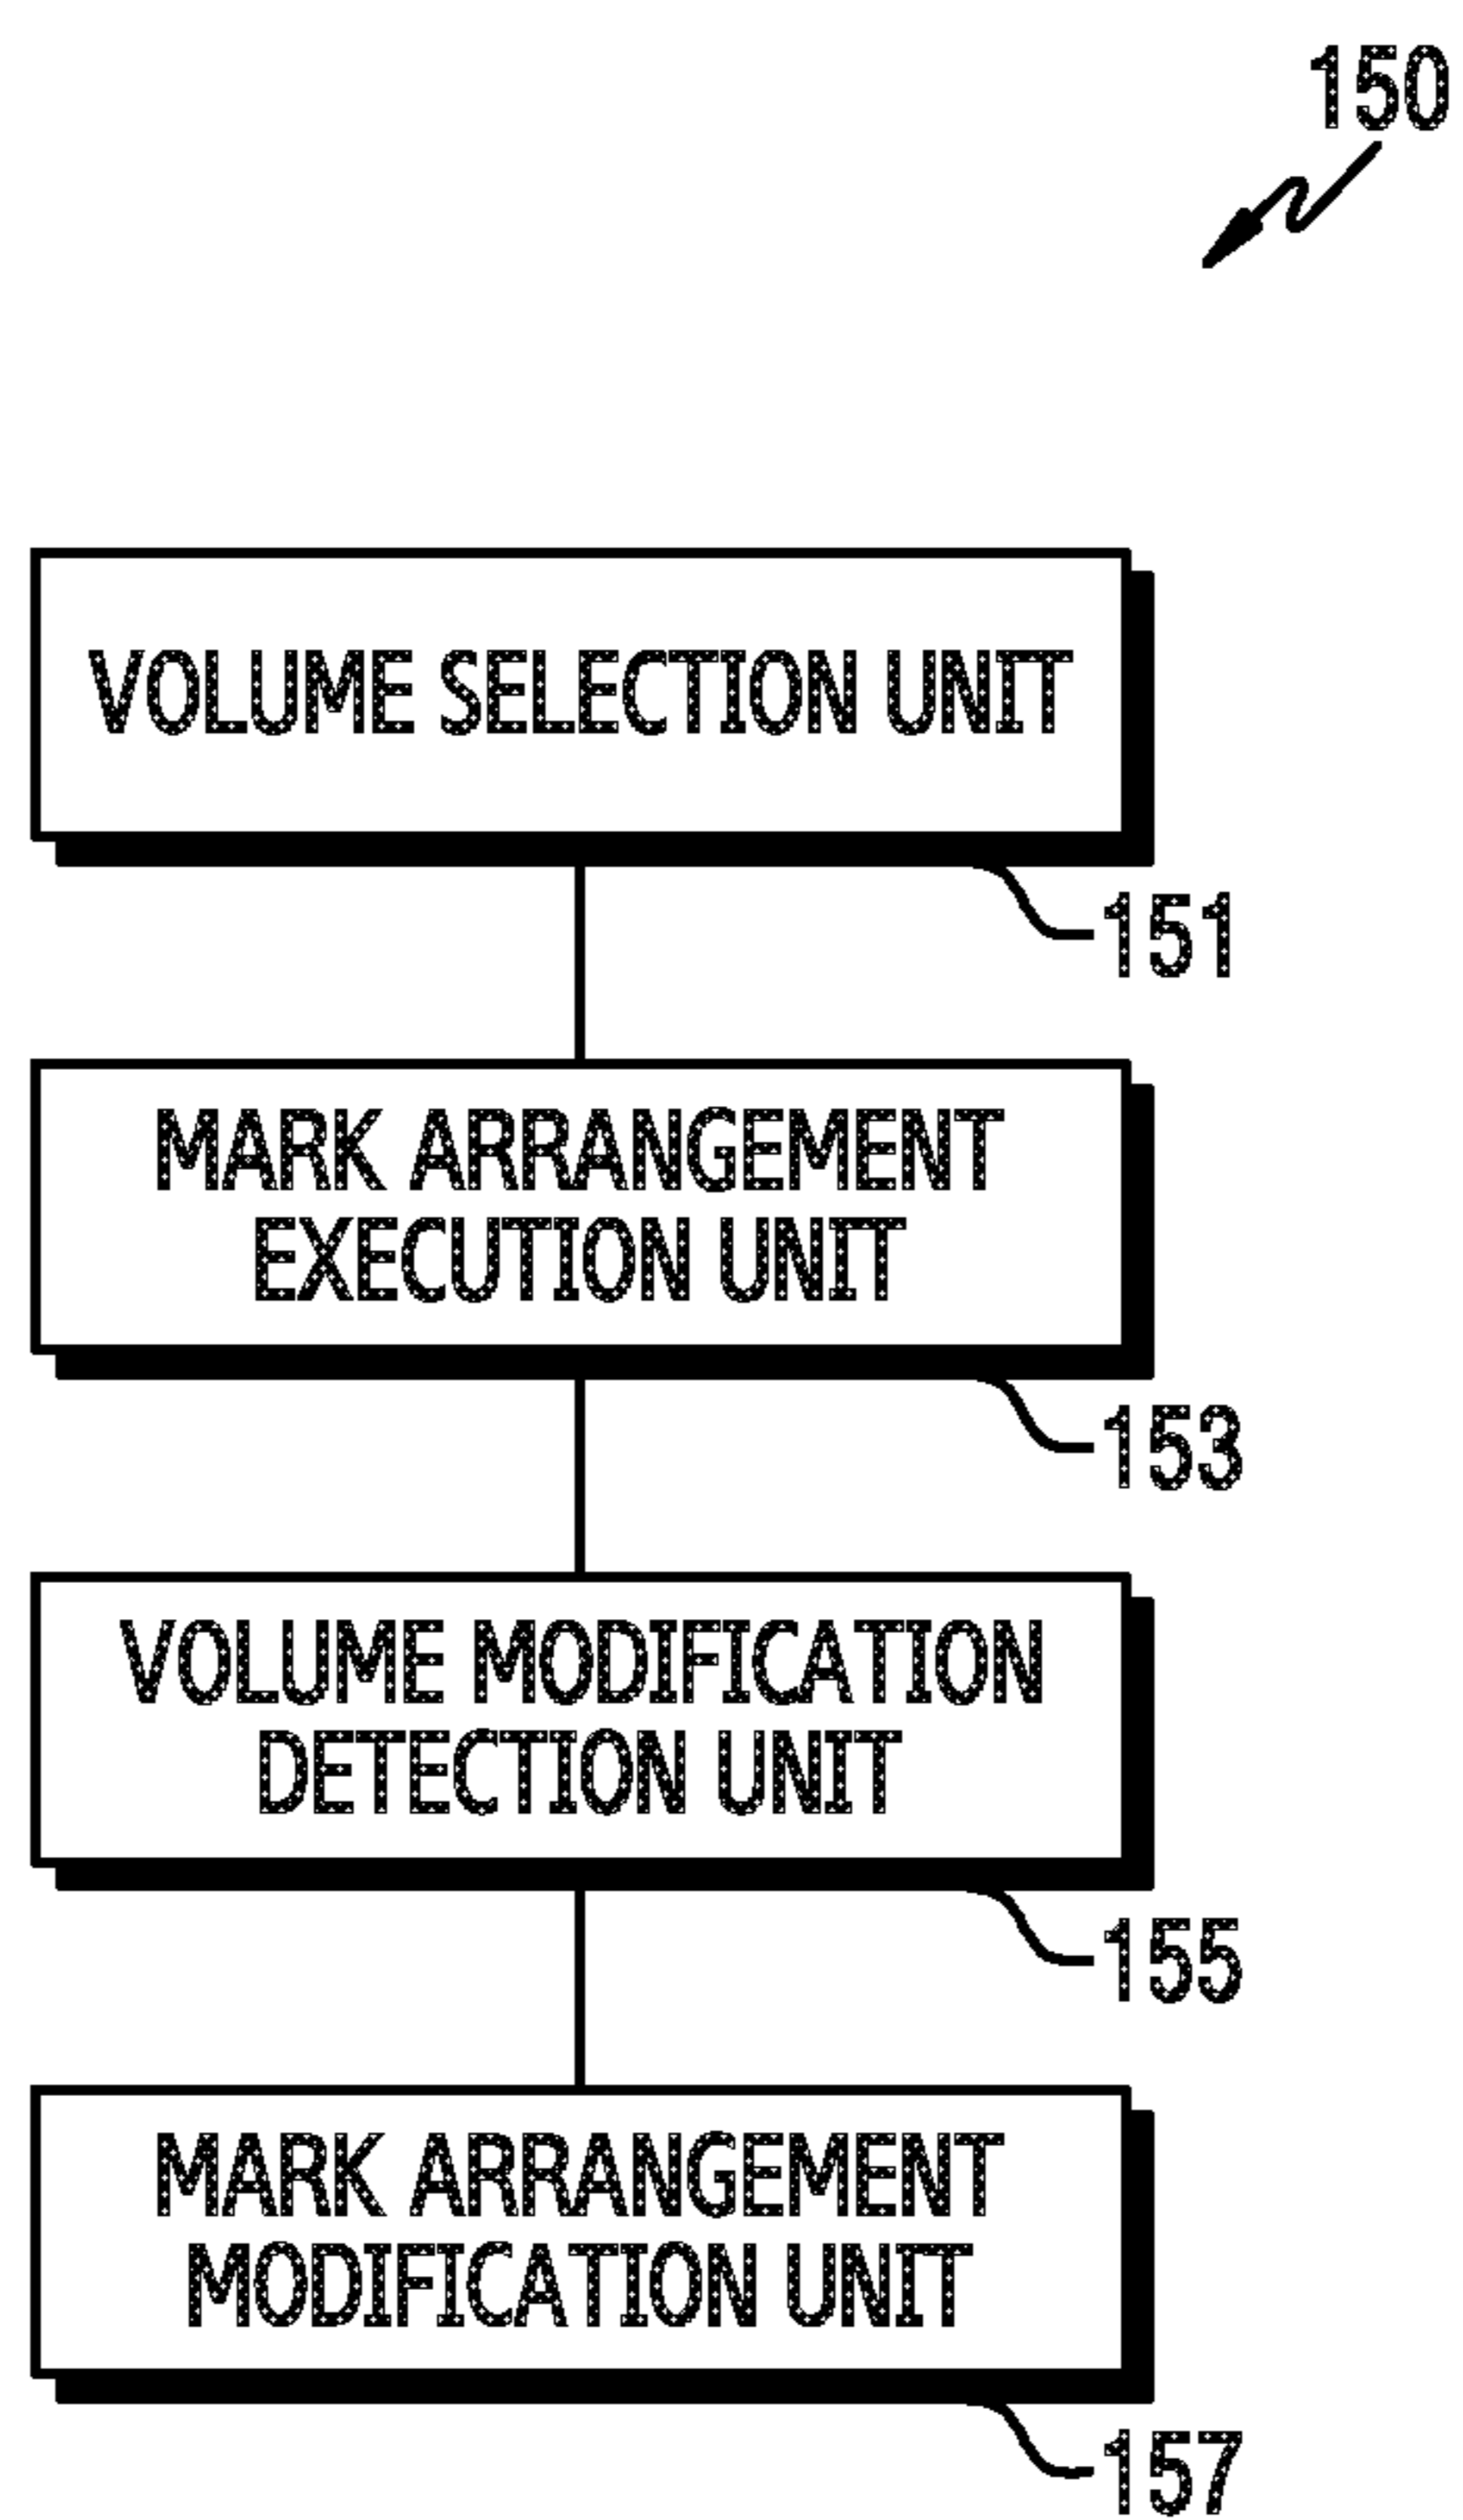 150
VOLUME SELECTION UNIT
151
MARK ARRANGEMENT
EXECUTION UNIT
153
VOLUME MODIFICATION
DETECTION UNIT
155
MARK ARRANGEMENT
MODIFICATION UNIT
157